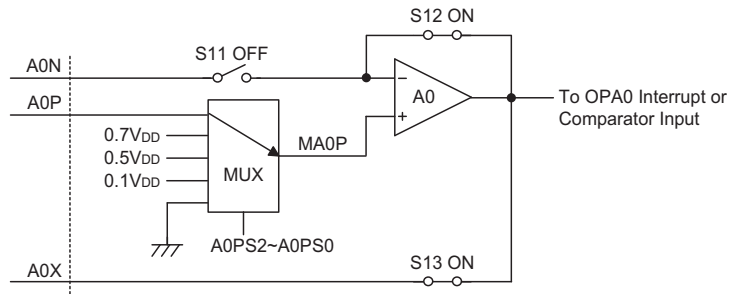 S12 ON
S11 OFF
A0N
−
A0
+
To OPA0 Interrupt or
Comparator Input
A0P
0.7VDD
0.5VDD
0.1VDD
MUX
MA0P
A0PS2~A0PS0
A0X
S13 ON